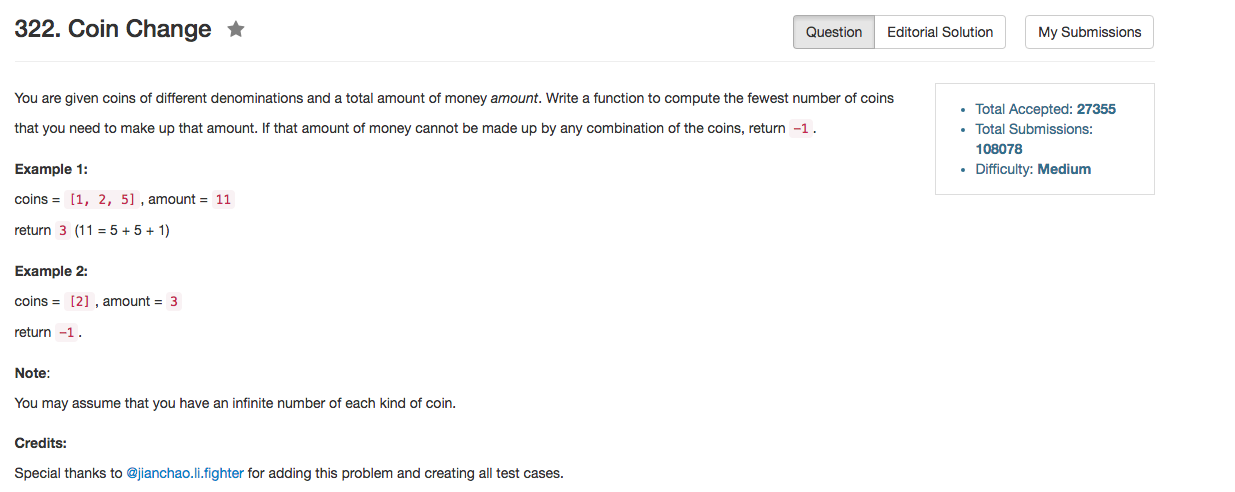 322. Coin Change
Question
Editorial Solution
My Submissions
You are given coins of different denominations and a total amount of money amount. Write a function to compute the fewest number of coins
that you need to make up that amount. If that amount of money cannot be made up by any combination of the coins, return -1 .
Total Accepted: 27355
Total Submissions:
108078
Difficulty: Medium
Example 1:
coins = [1, 2, 5] , amount = 11
return 3 (11 = 5 + 5 + 1)
Example 2:
coins = [2] , amount = 3
return -1 .
Note:
You may assume that you have an infinite number of each kind of coin.
Credits:
Special thanks to @jianchao.li.fighter for adding this problem and creating all test cases.